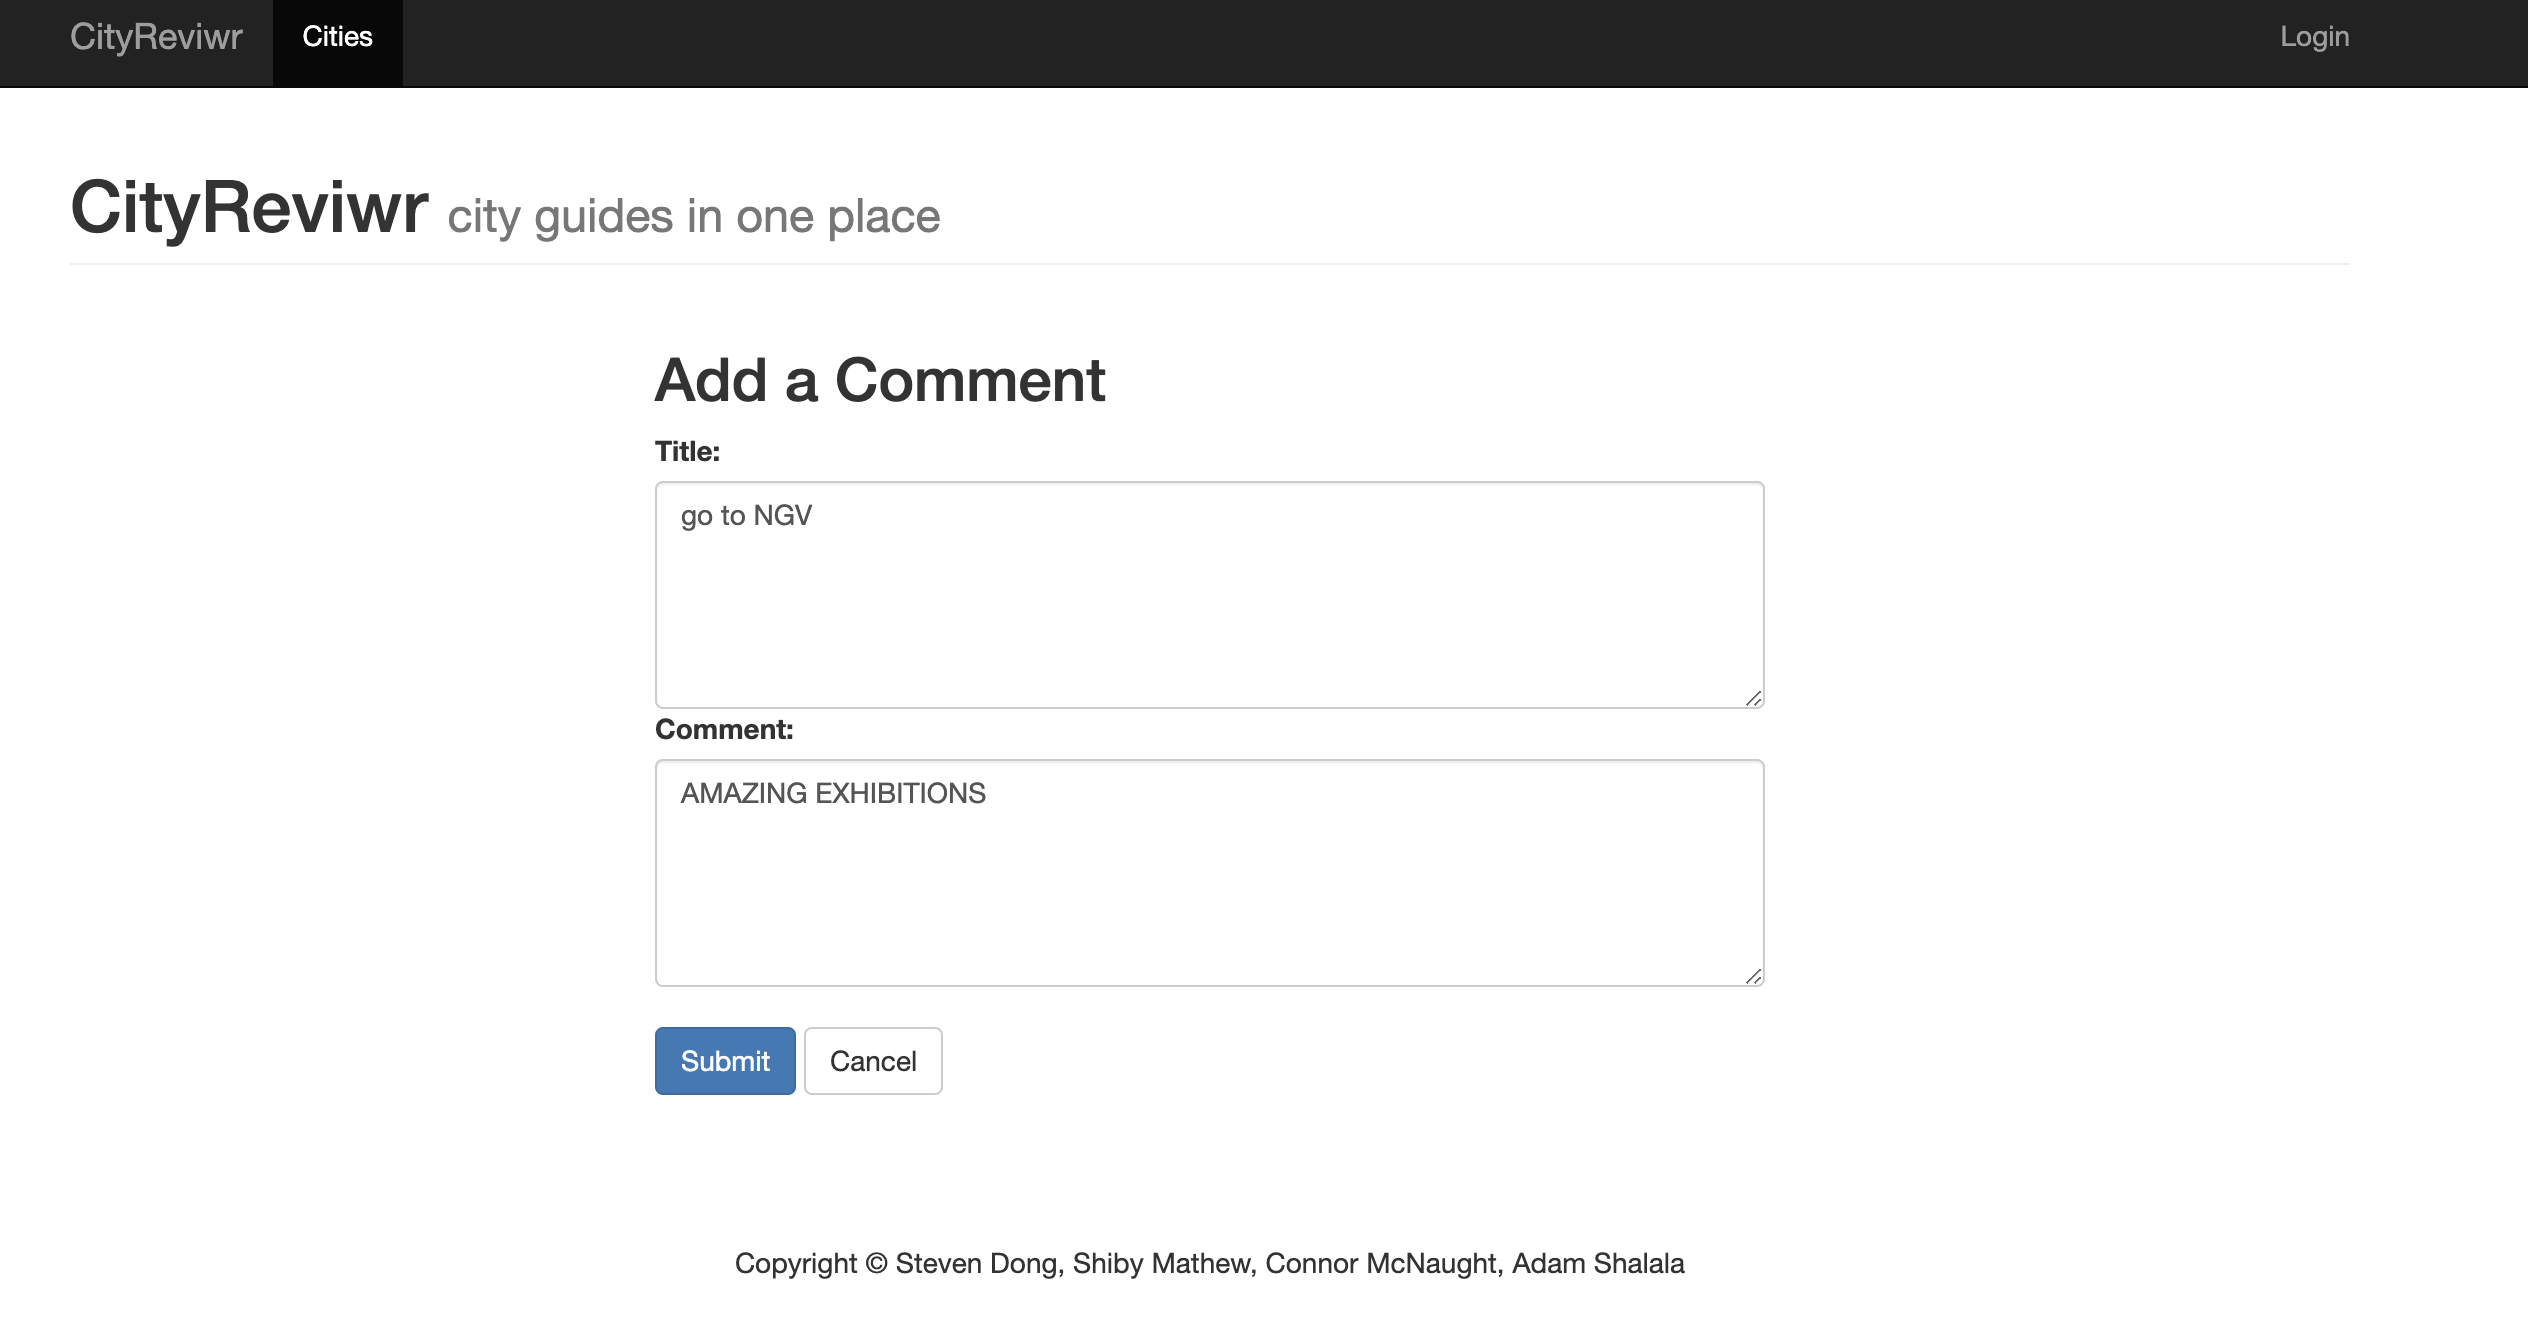 CityReviwr Cities Login
CityReviwr city guides in one place
Add a Comment
Title:
go to NGV
Comment:
AMAZING EXHIBITIONS
Submit Cancel
Copyright © Steven Dong, Shiby Mathew, Connor McNaught, Adam Shalala